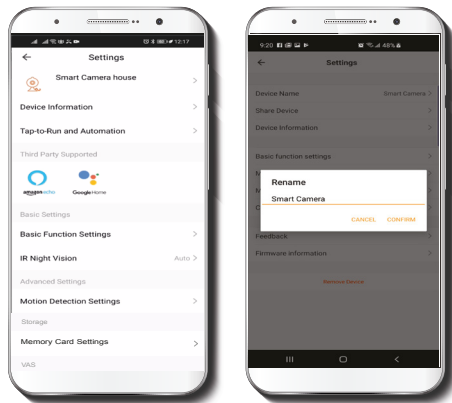 12:17
Settings
Smart Camera house
Device Information
Tap-to-Run and Automation
Third Party Supported
amazon echo
Google Home
Basic Settings
Basic Function Settings
IR Night Vision Auto
Advanced Settings
Motion Detection Settings
Storage
Memory Card Settings
VAS
9:20 48%
Settings
Device Name Smart Camera
Share Device
Device Information
Basic function settings
M
Rename
Smart Camera
CANCEL CONFIRM
Feedback
Firmware information
Remove Device